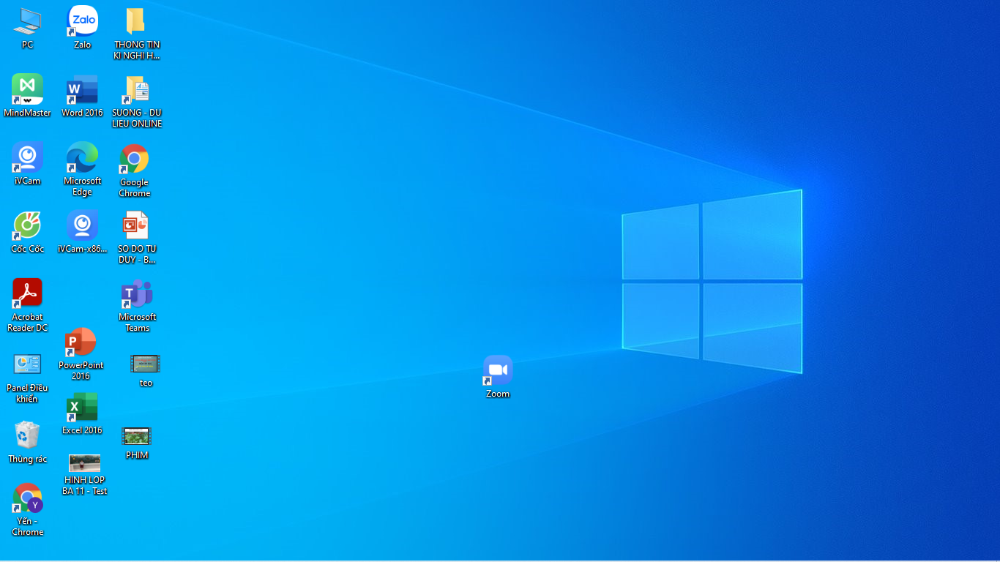 PC
Zalo
Zalo
THONG TIN
KI NGHI H...
MindMaster
W
Word 2016
SUONG - DU
LIEU ONLINE
iVCam
Microsoft
Edge
Google
Chrome
Cốc Cốc
iVCam-x86...
SO DO TU
DUY - B...
Acrobat
Reader DC
T
Microsoft
Teams
P
PowerPoint
2016
Panel Điều
khiển
teo
Zoom
X
Excel 2016
Thùng rác
PHIM
HINH LOP
BA 11 - Test
Y
Yến -
Chrome